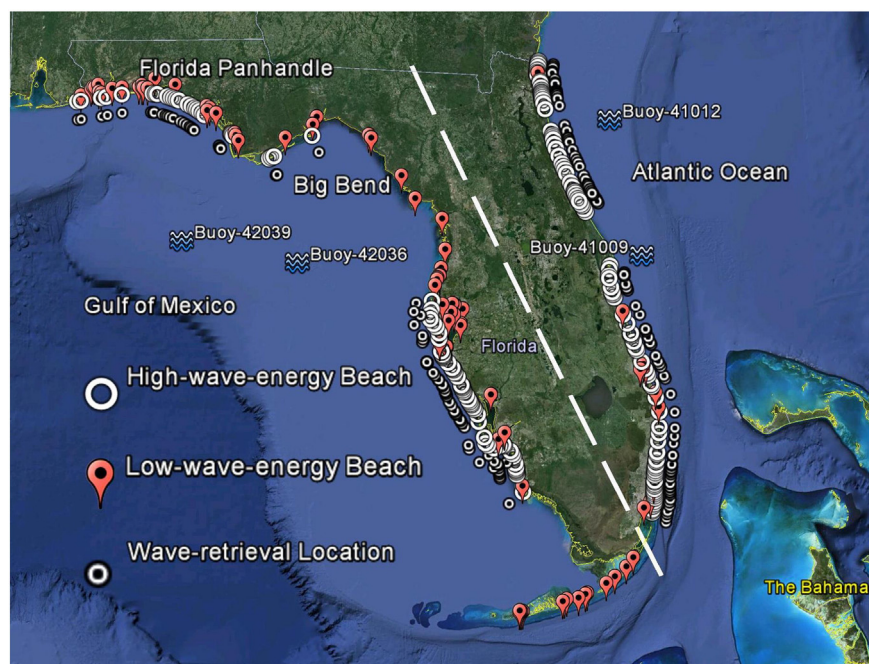 Florida Panhandle
Buoy-41012
Atlantic Ocean
Big Bend
Buoy-42039
Buoy-41009
Buoy-42036
Gulf of Mexico
Florida
High-wave-energy Beach
Low-wave-energy Beach
Wave-retrieval Location
The Bahama